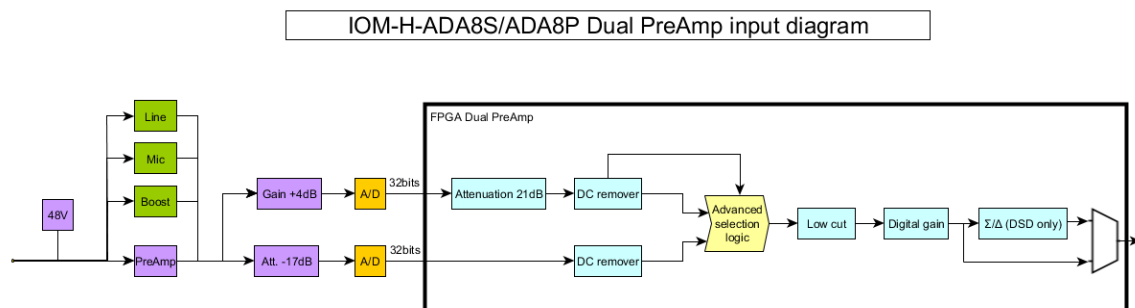 IOM-H-ADA8S/ADA8P Dual PreAmp input diagram
FPGA Dual PreAmp
Line
Mic
Boost
48V
PreAmp
Gain +4dB
A/D
32bits
Attenuation 21dB
DC remover
Att. -17dB
A/D
32bits
DC remover
Advanced
selection
logic
Low cut
Digital gain
Σ/Δ (DSD only)